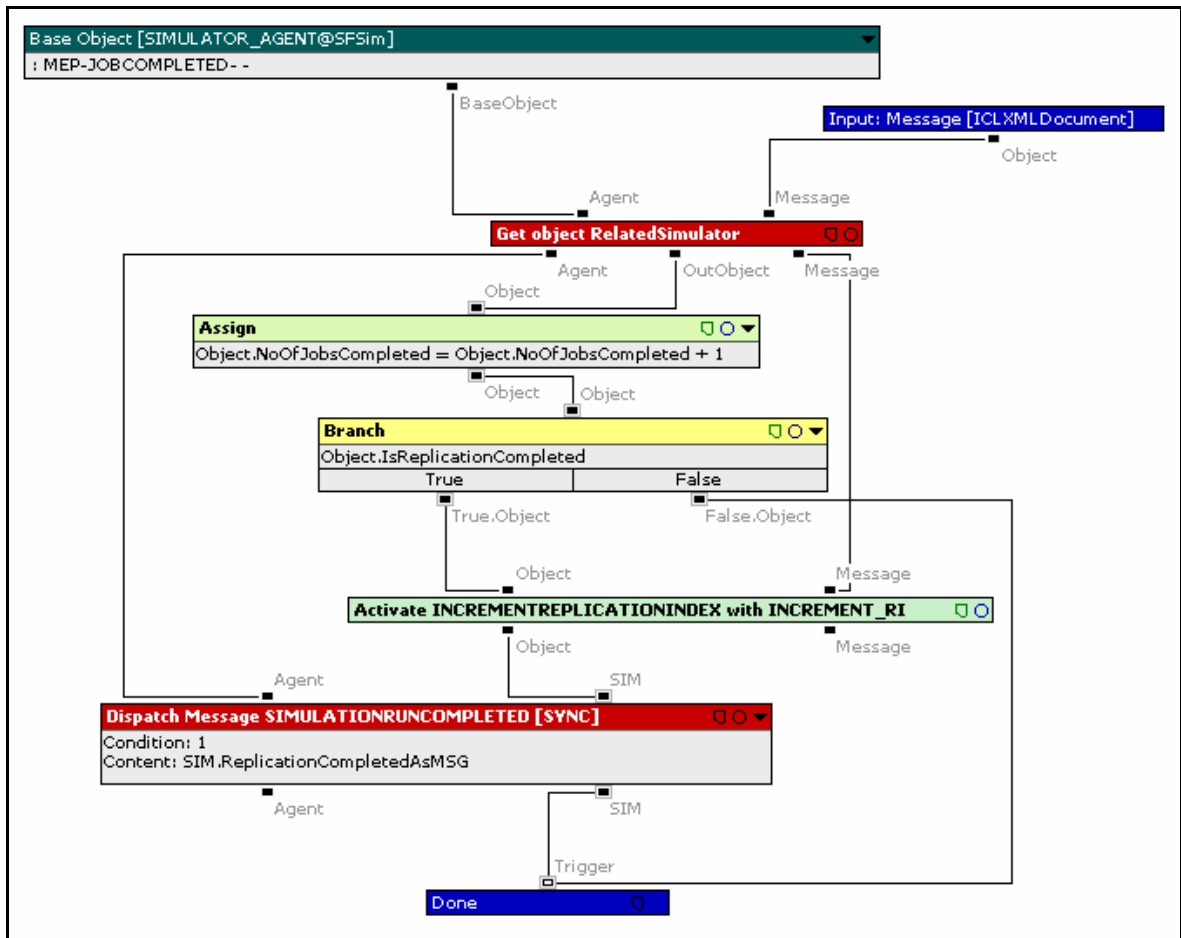 Base Object [SIMULATOR_AGENT@SFSim]
: MEP-JOBCOMPLETED- -
BaseObject
Input: Message [ICLXMLDocument]
Object
Agent
Message
Get object RelatedSimulator
Agent
OutObject
Message
Object
Assign
Object.NoOfJobsCompleted = Object.NoOfJobsCompleted + 1
Object
Object
Branch
Object.IsReplicationCompleted
True
False
True.Object
False.Object
Object
Message
Activate INCREMENTREPLICATIONINDEX with INCREMENT_RI
Object
Message
Agent
SIM
Dispatch Message SIMULATIONRUNCOMPLETED [SYNC]
Condition: 1
Content: SIM.ReplicationCompletedAsMSG
Agent
SIM
Trigger
Done